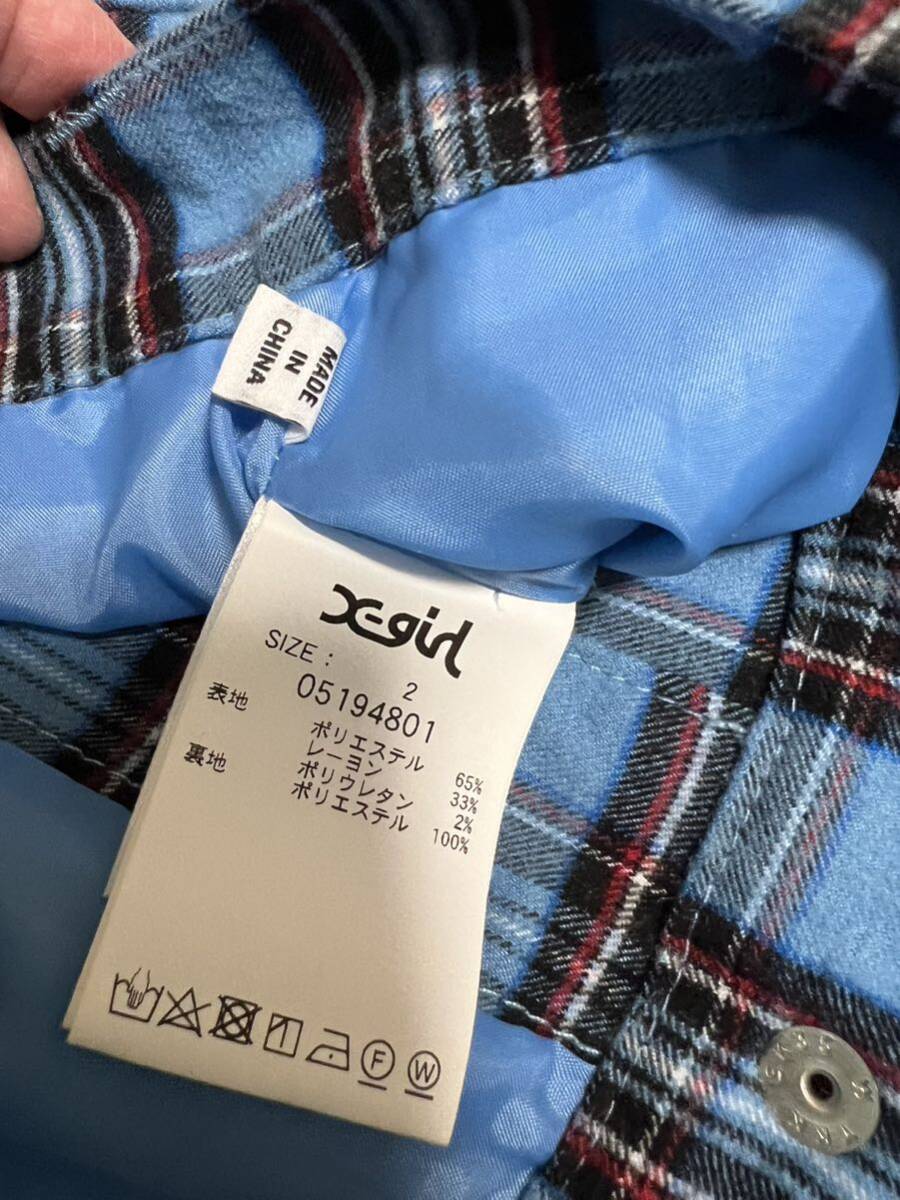 MADE
IN
CHINA
X-girl
SIZE : 2
05194801
表地 ポリエステル 65%
レーヨン 33%
ポリウレタン 2%
裏地 ポリエステル 100%
F W